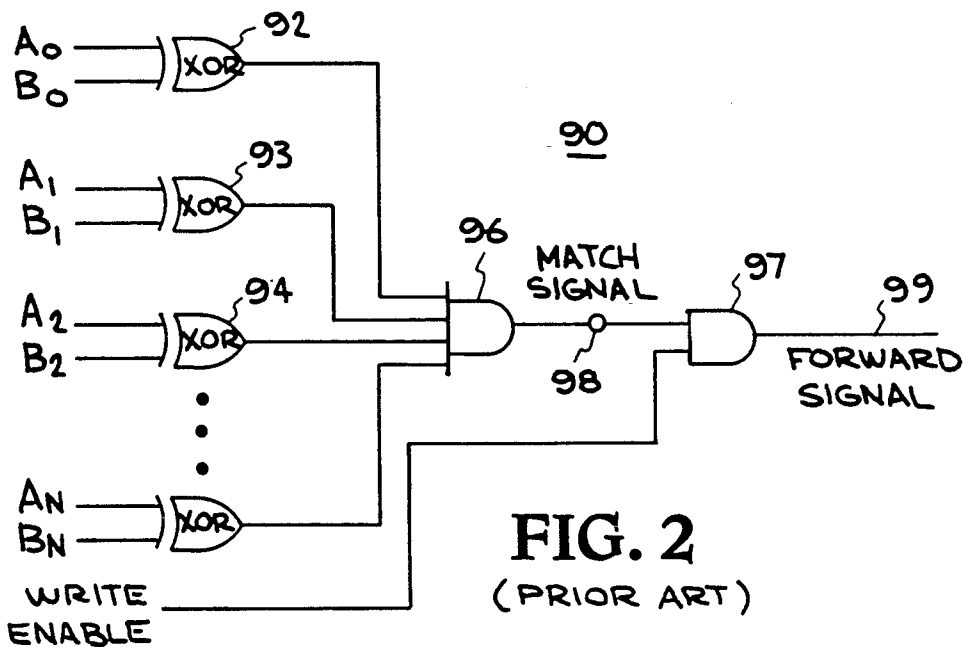 A0
B0
XOR
92
90
A1
B1
XOR
93
96
MATCH
SIGNAL
97
99
A2
B2
XOR
94
98
FORWARD
SIGNAL
AN
BN
XOR
FIG. 2
(PRIOR ART)
WRITE
ENABLE